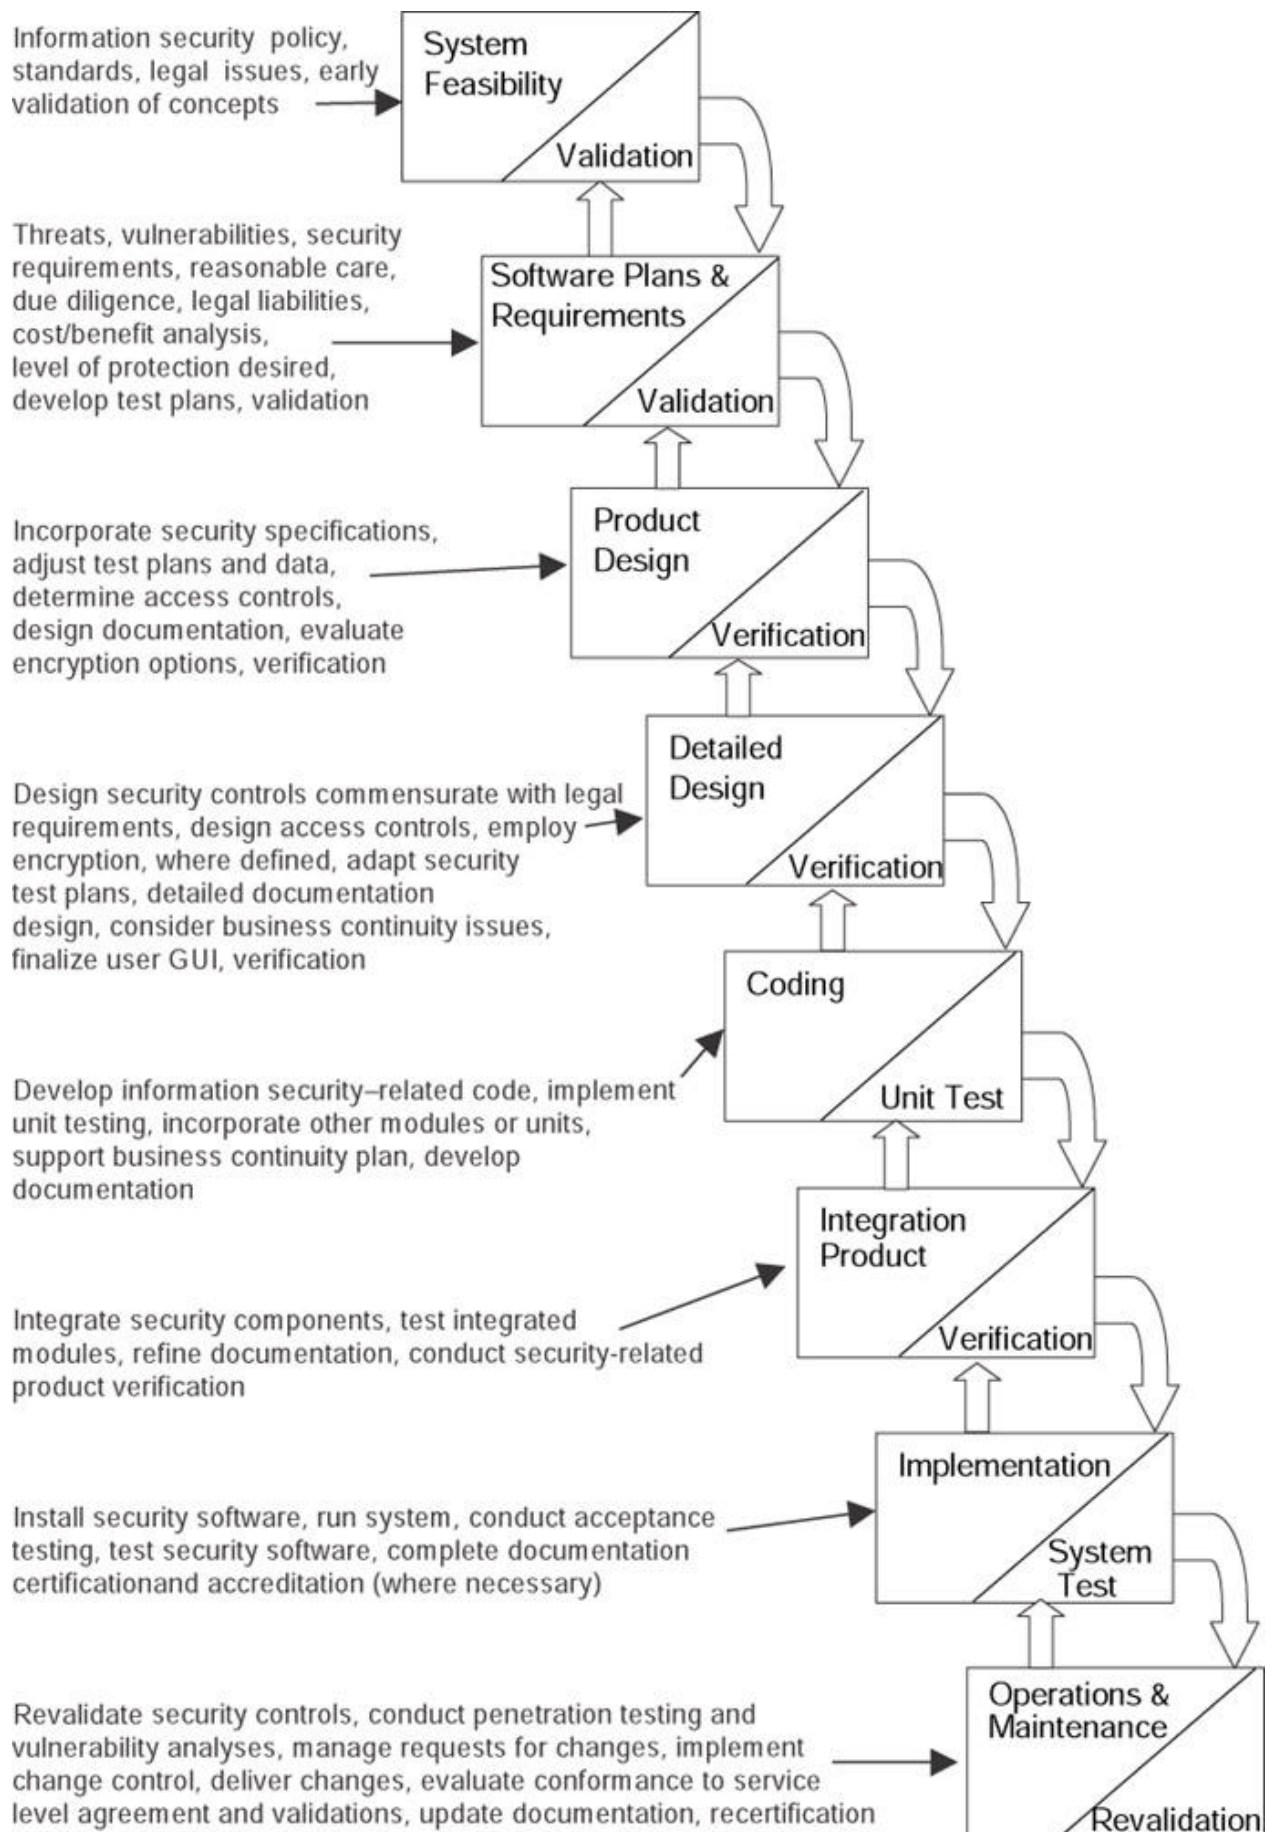 Information security policy,
standards, legal issues, early
validation of concepts
System
Feasibility
Validation
Threats, vulnerabilities, security
requirements, reasonable care,
due diligence, legal liabilities,
cost/benefit analysis,
level of protection desired,
develop test plans, validation
Software Plans &
Requirements
Validation
Incorporate security specifications,
adjust test plans and data,
determine access controls,
design documentation, evaluate
encryption options, verification
Product
Design
Verification
Design security controls commensurate with legal
requirements, design access controls, employ
encryption, where defined, adapt security
test plans, detailed documentation
design, consider business continuity issues,
finalize user GUI, verification
Detailed
Design
Verification
Develop information security–related code, implement
unit testing, incorporate other modules or units,
support business continuity plan, develop
documentation
Coding
Unit Test
Integrate security components, test integrated
modules, refine documentation, conduct security-related
product verification
Integration
Product
Verification
Install security software, run system, conduct acceptance
testing, test security software, complete documentation
certificationand accreditation (where necessary)
Implementation
System
Test
Revalidate security controls, conduct penetration testing and
vulnerability analyses, manage requests for changes, implement
change control, deliver changes, evaluate conformance to service
level agreement and validations, update documentation, recertification
Operations &
Maintenance
Revalidation